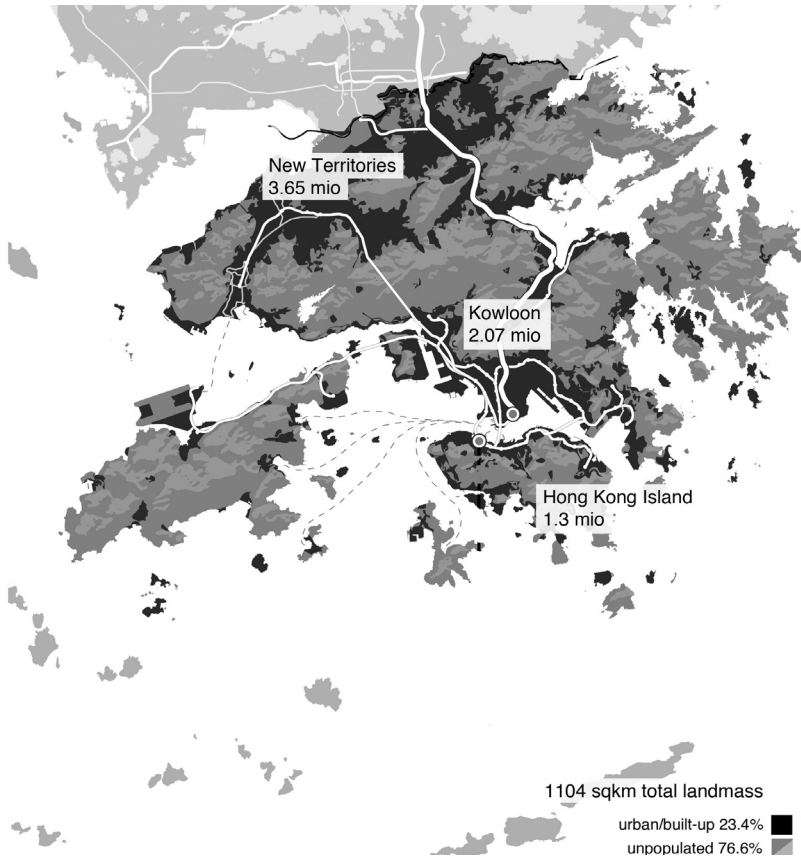 New Territories
3.65 mio
Kowloon
2.07 mio
Hong Kong Island
1.3 mio
1104 sqkm total landmass
urban/built-up 23.4%
unpopulated 76.6%